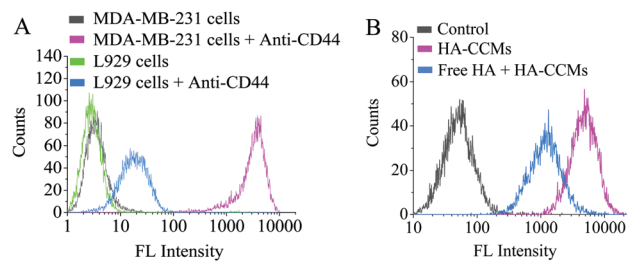 A
MDA-MB-231 cells
MDA-MB-231 cells + Anti-CD44
L929 cells
L929 cells + Anti-CD44
140
120
100
80
60
40
20
0
Counts
1 10 100 1000 10000
FL Intensity
B
Control
HA-CCMs
Free HA + HA-CCMs
80
60
40
20
0
Counts
10 100 1000 10000
FL Intensity